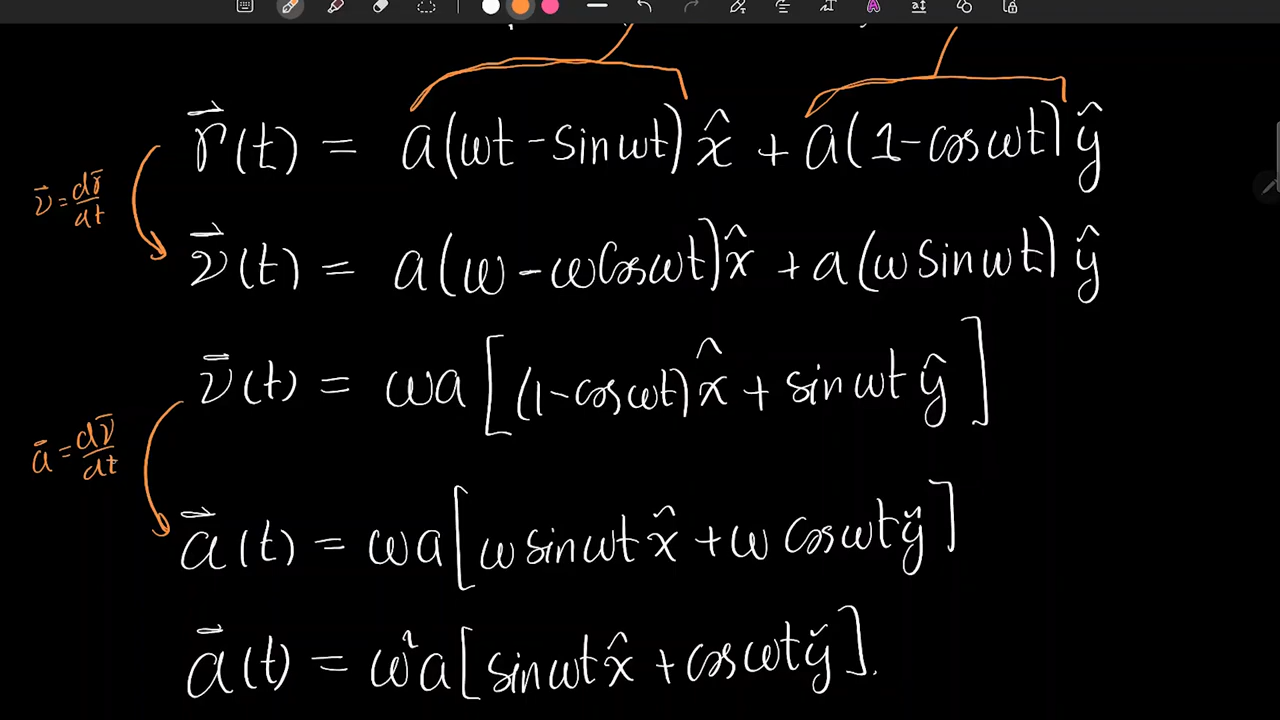 r⃗(t) = a(ωt - sinωt) x̂ + a(1 - cosωt) ŷ
v̄ = dr̄/dt
v⃗(t) = a(ω - ωcosωt) x̂ + a(ω sinωt) ŷ
v̄(t) = ωa[(1 - cosωt) x̂ + sinωt ŷ]
ā = dv̄/dt
a⃗(t) = ωa[ω sinωt x̂ + ω cosωt y̌]
a⃗(t) = ω²a[sinωt x̂ + cosωt y̌].